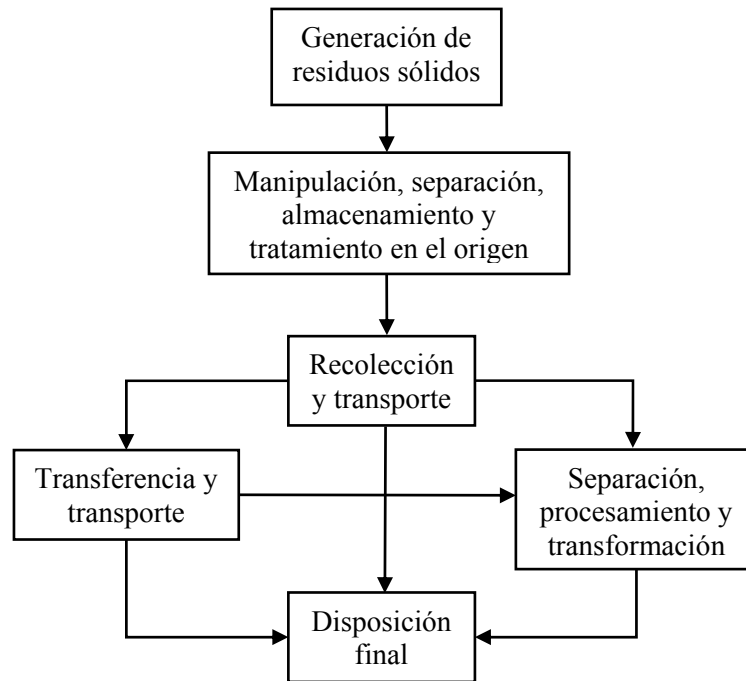 Generación de
residuos sólidos
Manipulación, separación,
almacenamiento y
tratamiento en el origen
Recolección
y transporte
Transferencia y
transporte
Separación,
procesamiento y
transformación
Disposición
final